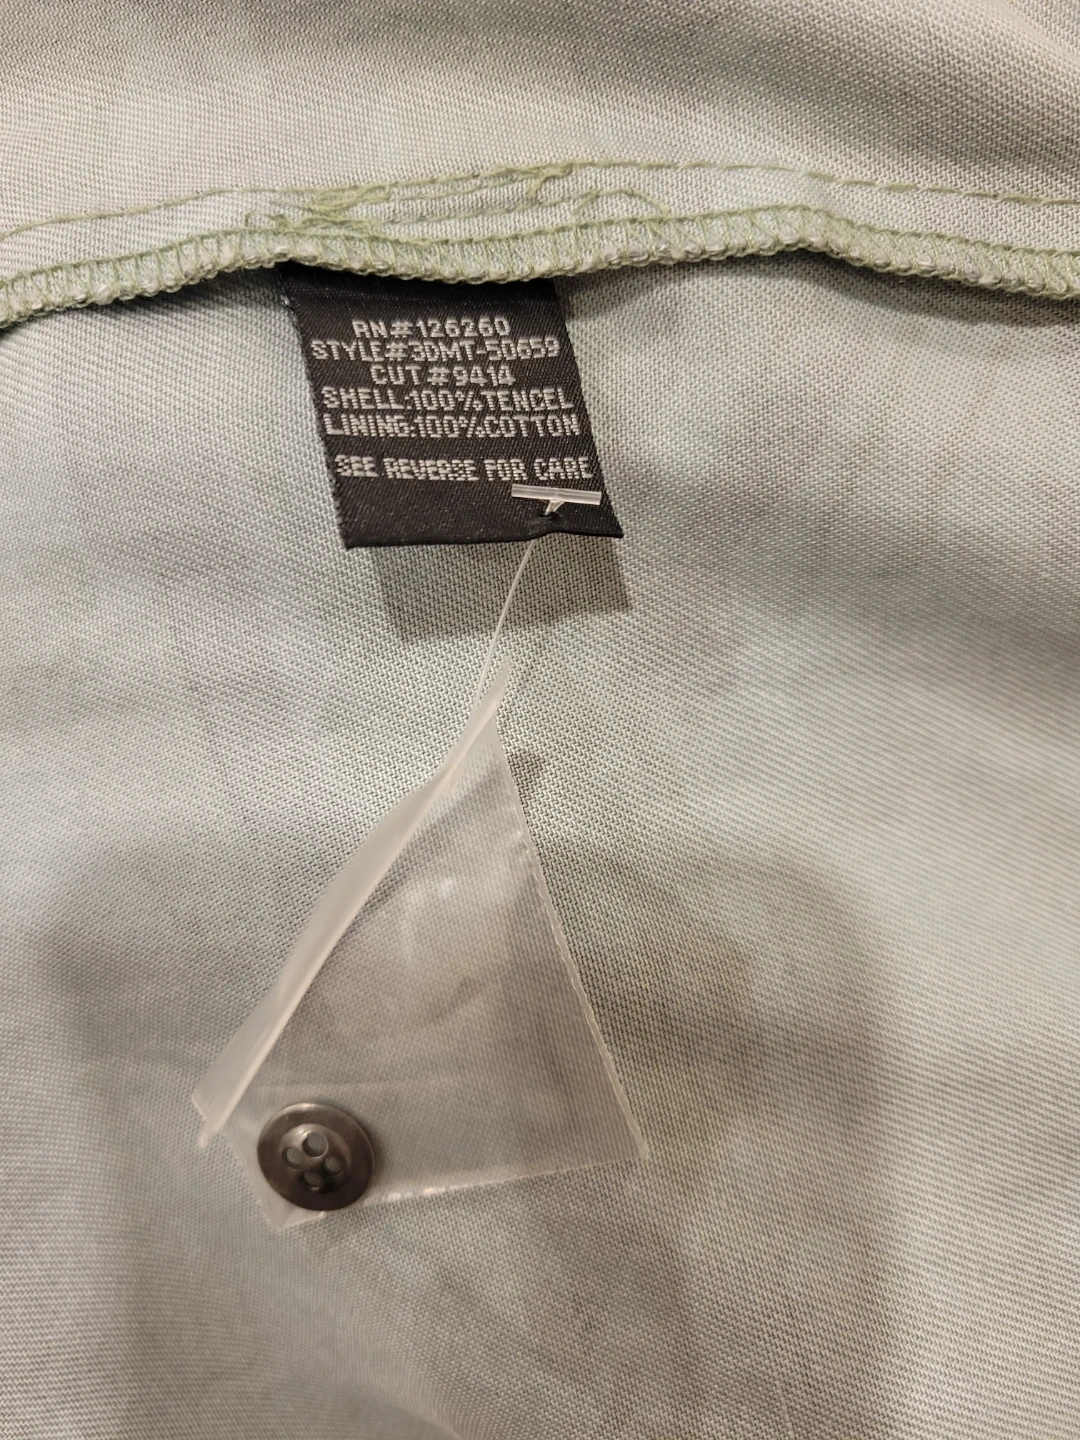 RN#126260
STYLE#3DMT-50659
CUT#9414
SHELL:100%TENCEL
LINING:100%COTTON
SEE REVERSE FOR CARE